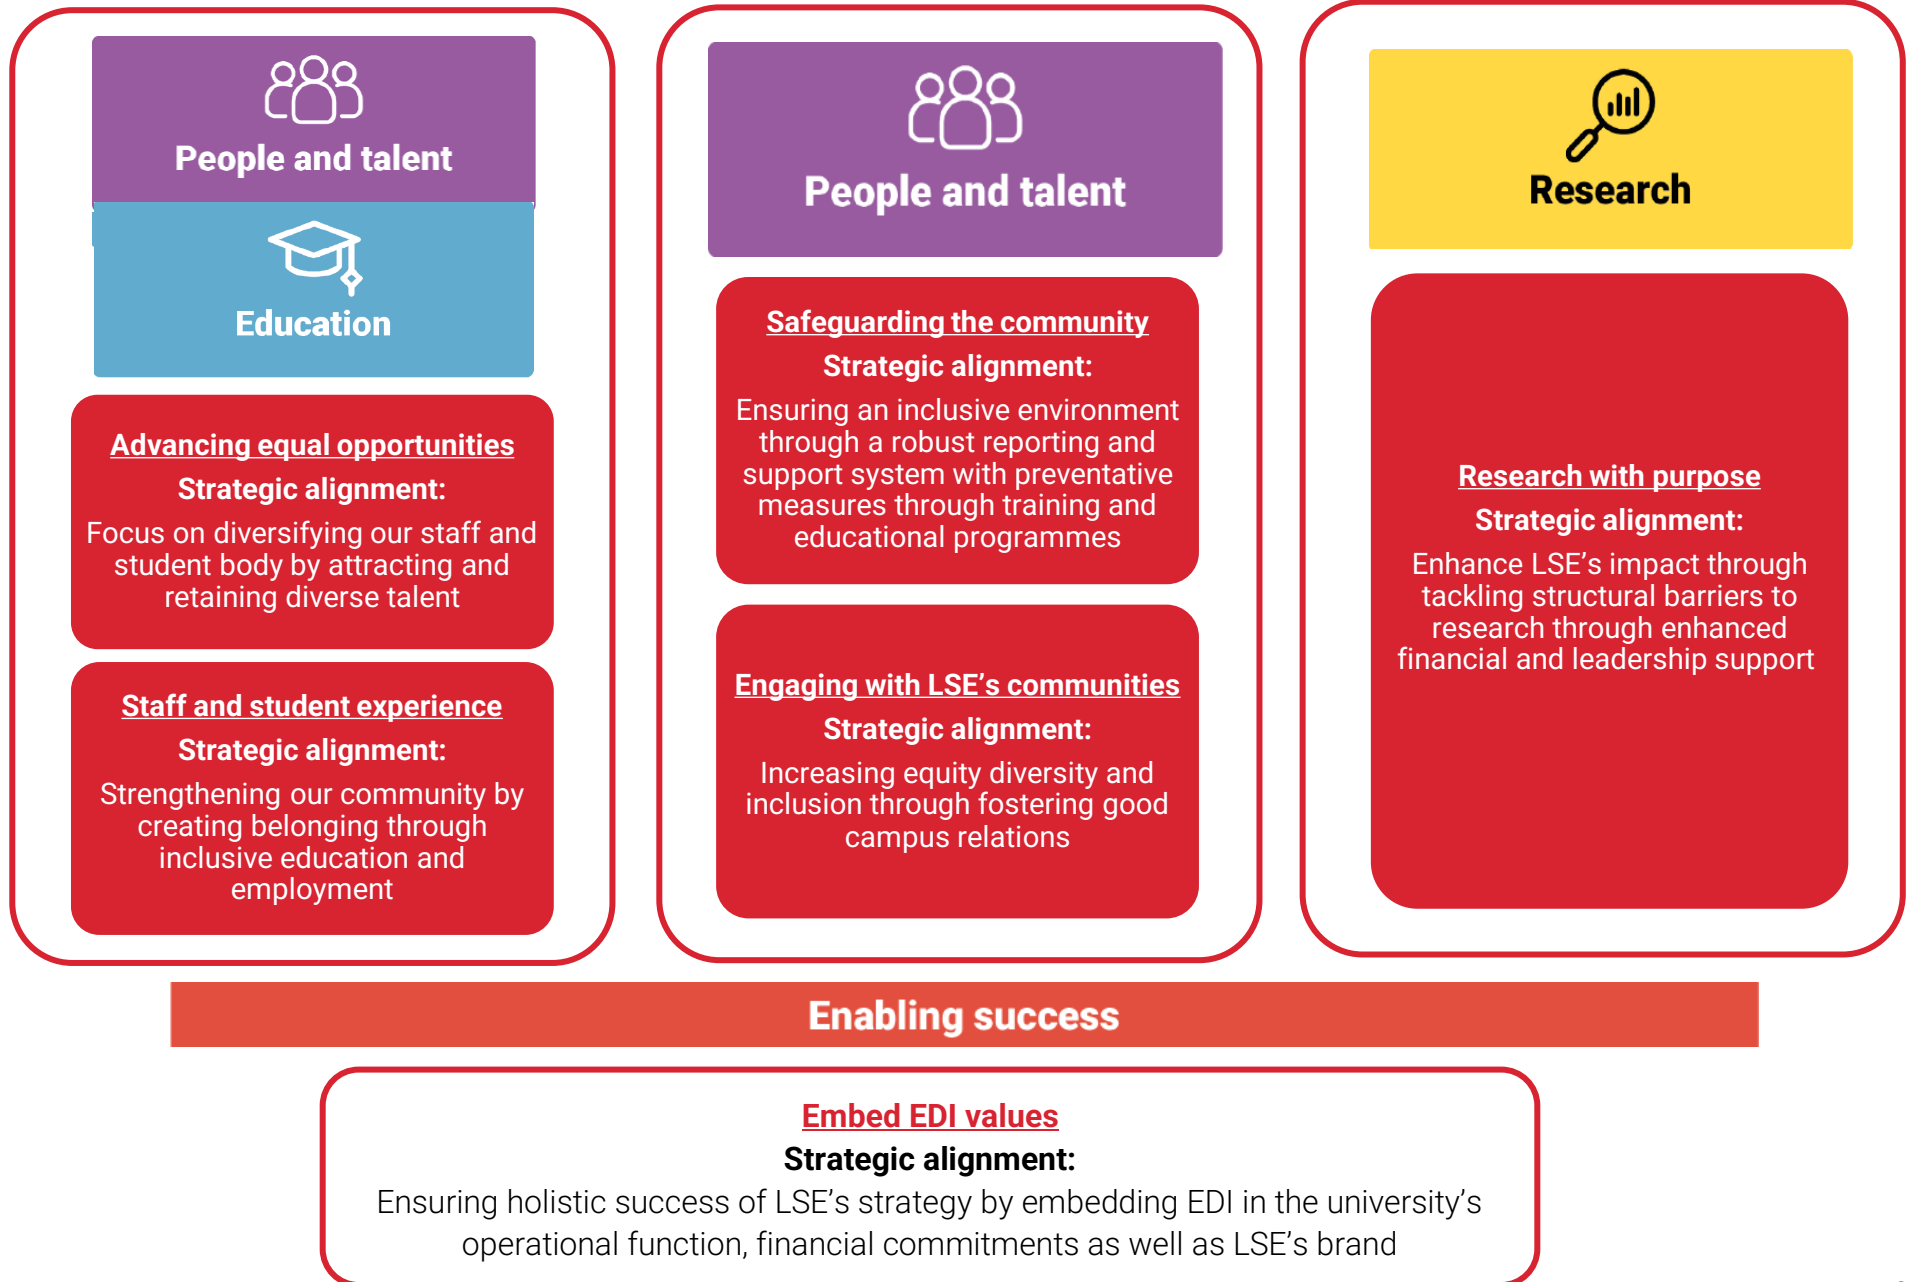 People and talent
Education
Advancing equal opportunities
Strategic alignment:
Focus on diversifying our staff and
student body by attracting and
retaining diverse talent
Staff and student experience
Strategic alignment:
Strengthening our community by
creating belonging through
inclusive education and
employment
People and talent
Safeguarding the community
Strategic alignment:
Ensuring an inclusive environment
through a robust reporting and
support system with preventative
measures through training and
educational programmes
Engaging with LSE’s communities
Strategic alignment:
Increasing equity diversity and
inclusion through fostering good
campus relations
Research
Research with purpose
Strategic alignment:
Enhance LSE’s impact through
tackling structural barriers to
research through enhanced
financial and leadership support
Enabling success
Embed EDI values
Strategic alignment:
Ensuring holistic success of LSE’s strategy by embedding EDI in the university’s
operational function, financial commitments as well as LSE’s brand